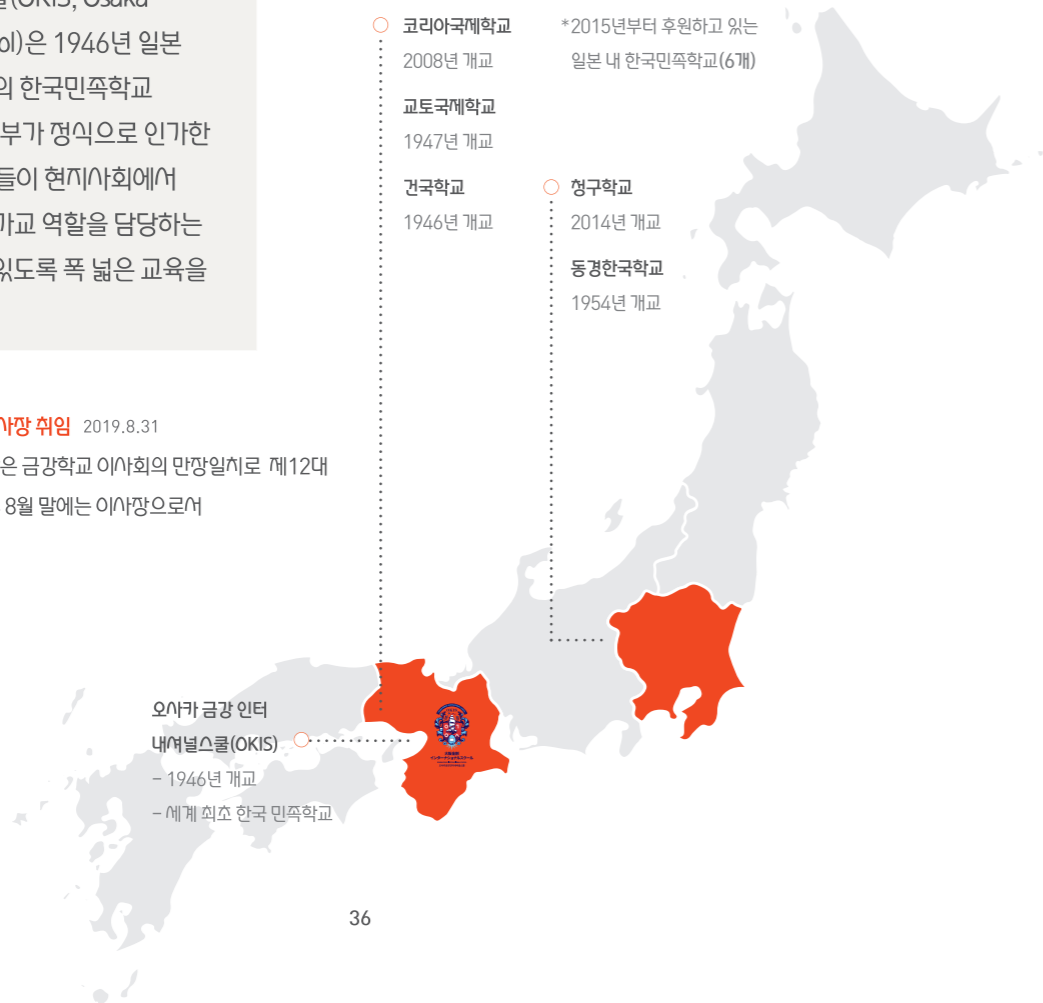 (OKIS, Osaka
은 1946년 일본
의 한국민족학교
부가 정식으로 인가한
들이 현지사회에서
가교 역할을 담당하는
있도록 폭 넓은 교육을
사장 취임 2019.8.31
은 금강학교 이사회의 만장일치로 제12대
8월 말에는 이사장으로서
코리아국제학교
2008년 개교
교토국제학교
1947년 개교
건국학교
1946년 개교
*2015년부터 후원하고 있는
일본 내 한국민족학교(6개)
청구학교
2014년 개교
동경한국학교
1954년 개교
오사카 금강 인터
내셔널스쿨(OKIS)
- 1946년 개교
- 세계 최초 한국 민족학교
36